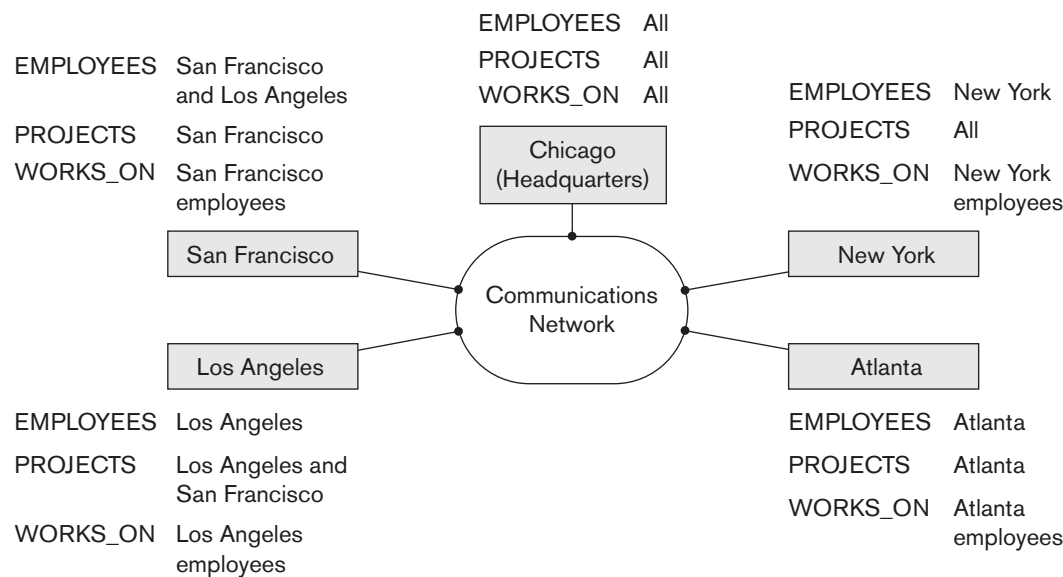 EMPLOYEES All
PROJECTS All
WORKS_ON All
Chicago
(Headquarters)
EMPLOYEES San Francisco
and Los Angeles
PROJECTS San Francisco
WORKS_ON San Francisco
employees
San Francisco
EMPLOYEES New York
PROJECTS All
WORKS_ON New York
employees
New York
Communications
Network
Los Angeles
EMPLOYEES Los Angeles
PROJECTS Los Angeles and
San Francisco
WORKS_ON Los Angeles
employees
Atlanta
EMPLOYEES Atlanta
PROJECTS Atlanta
WORKS_ON Atlanta
employees